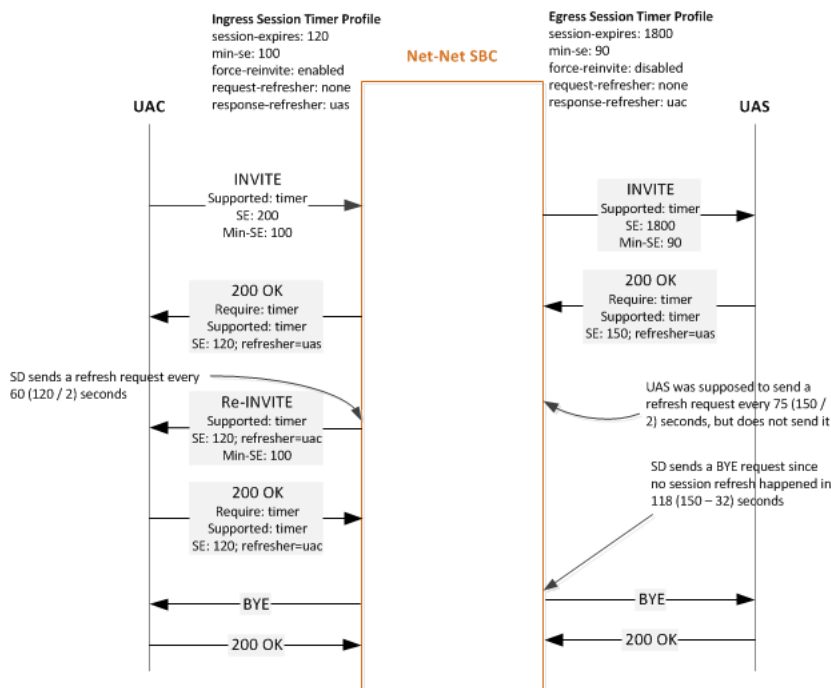 Ingress Session Timer Profile
session-expires: 120
min-se: 100
force-reinvite: enabled
request-refresher: none
response-refresher: uas
Net-Net SBC
Egress Session Timer Profile
session-expires: 1800
min-se: 90
force-reinvite: disabled
request-refresher: none
response-refresher: uac
UAC
UAS
INVITE
Supported: timer
SE: 200
Min-SE: 100
INVITE
Supported: timer
SE: 1800
Min-SE: 90
200 OK
Require: timer
Supported: timer
SE: 120; refresher=uas
200 OK
Require: timer
Supported: timer
SE: 150; refresher=uas
SD sends a refresh request every
60 (120 / 2) seconds
UAS was supposed to send a
refresh request every 75 (150 /
2) seconds, but does not send it
Re-INVITE
Supported: timer
SE: 120; refresher=uac
Min-SE: 100
SD sends a BYE request since
no session refresh happened in
118 (150 – 32) seconds
200 OK
Require: timer
Supported: timer
SE: 120; refresher=uac
BYE
BYE
200 OK
200 OK